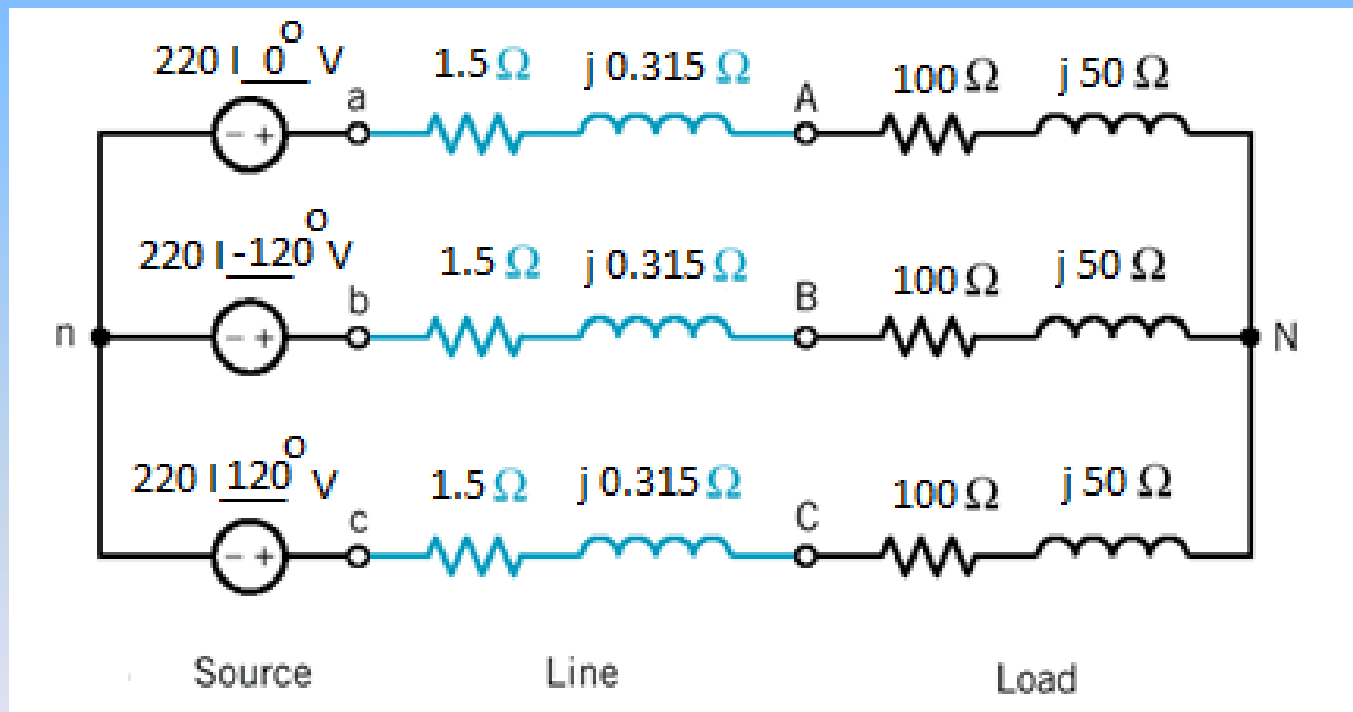 220 0° V 1.5 Ω j 0.315 Ω 100 Ω j 50 Ω
a A
220 -120° V 1.5 Ω j 0.315 Ω 100 Ω j 50 Ω
b B
- +
n N
220 120° V 1.5 Ω j 0.315 Ω 100 Ω j 50 Ω
c C
- +
Source Line Load